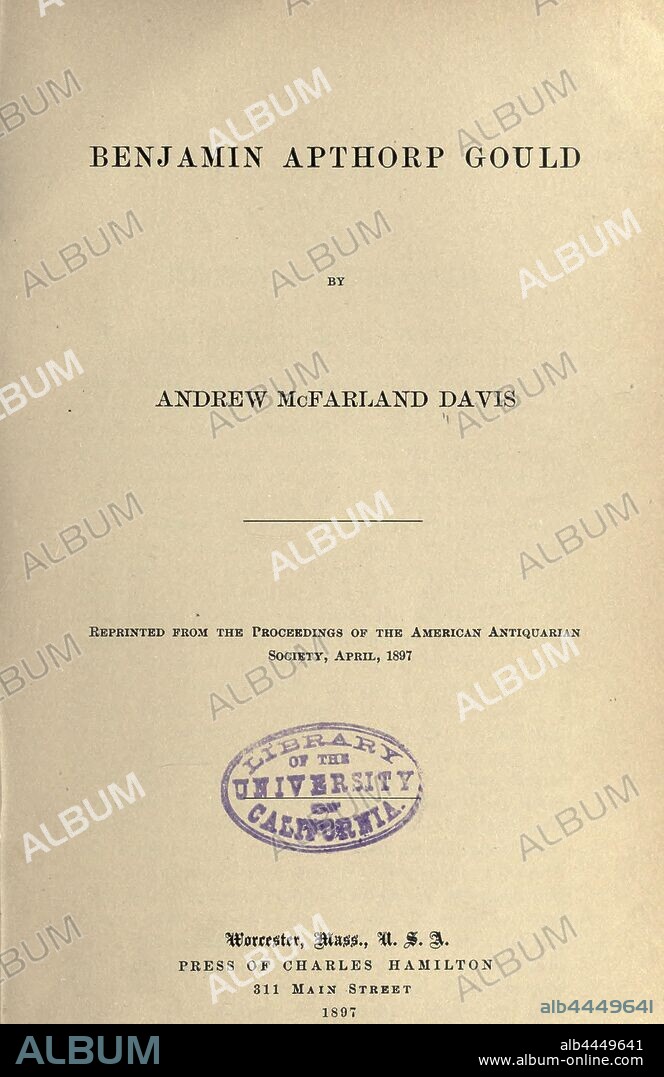 BENJAMIN APTHORP GOULD
BY
ANDREW McFARLAND DAVIS
REPRINTED FROM THE PROCEEDINGS OF THE AMERICAN ANTIQUARIAN
SOCIETY, APRIL, 1897
LIBRARY
OF THE
UNIVERSITY
OF
CALIFORNIA.
Worcester, Mass., U. S. A.
PRESS OF CHARLES HAMILTON
311 MAIN STREET
1897
alb4449641
ALBUM
alb4449641
www.album-online.com